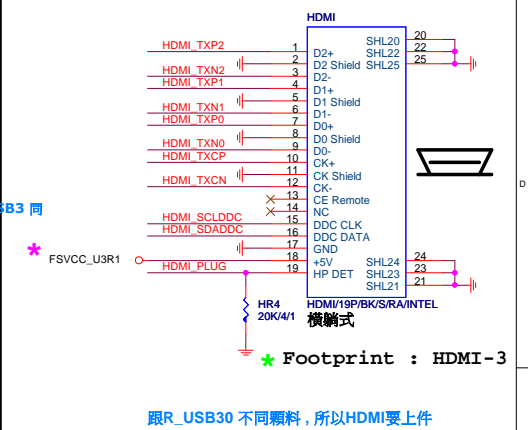 HDMI
HDMI_TXP2 1 D2+ SHL20 20
2 D2 Shield SHL22 22
HDMI_TXN2 3 D2- SHL25 25
HDMI_TXP1 4 D1+
5 D1 Shield
HDMI_TXN1 6 D1-
HDMI_TXP0 7 D0+
8 D0 Shield
HDMI_TXN0 9 D0-
HDMI_TXCP 10 CK+
11 CK Shield
HDMI_TXCN 12 CK-
13 CE Remote
14 NC
HDMI_SCLDDC 15 DDC CLK
HDMI_SDADDC 16 DDC DATA
17 GND
FSVCC_U3R1 18 +5V SHL24 24
HDMI_PLUG 19 HP DET SHL23 23
SHL21 21
D
SB3 同
HR4
20K/4/1
HDMI/19P/BK/S/RA/INTEL
橫躺式
* Footprint : HDMI-3
跟R_USB30 不同顆料 , 所以HDMI要上件